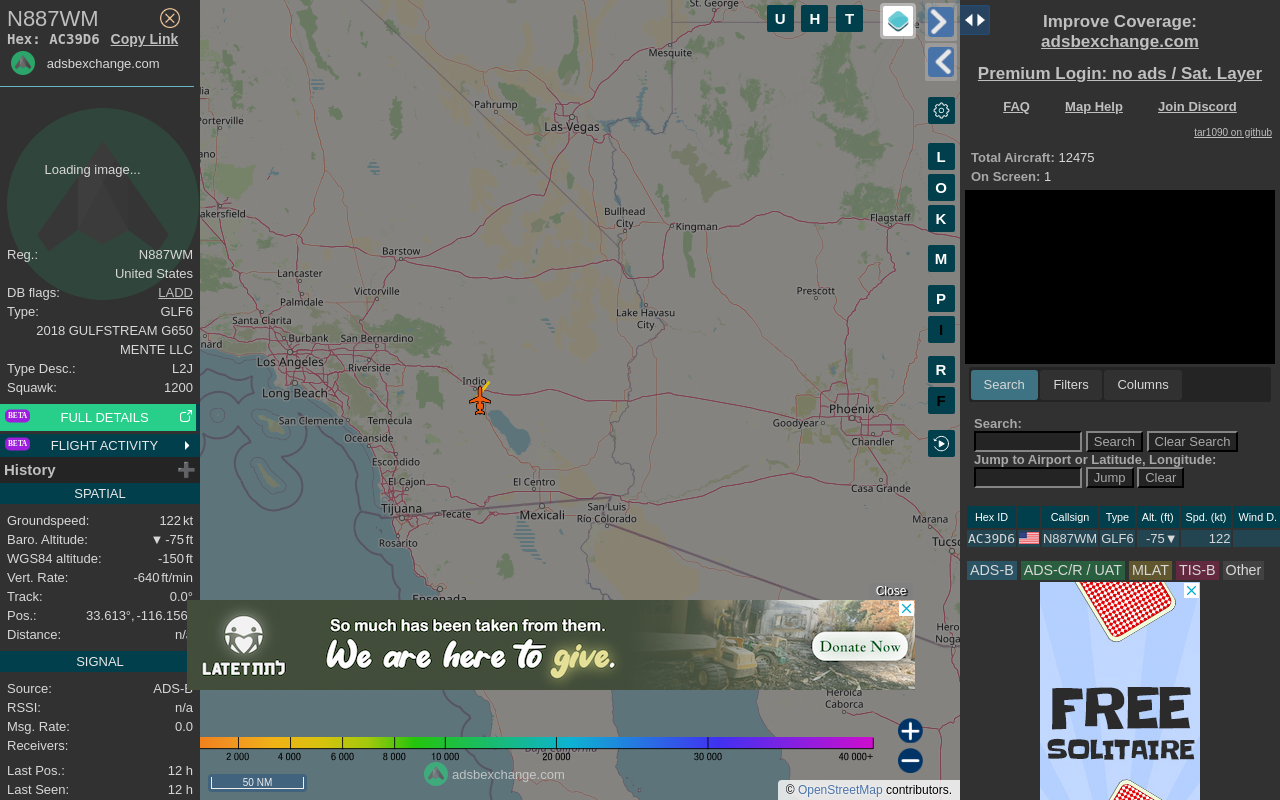 N887WM
Hex: AC39D6 Copy Link
adsbexchange.com
Loading image...
Reg.: N887WM
United States
DB flags: LADD
Type: GLF6
2018 GULFSTREAM G650
MENTE LLC
Type Desc.: L2J
Squawk: 1200
BETA FULL DETAILS
BETA FLIGHT ACTIVITY
History
SPATIAL
Groundspeed: 122 kt
Baro. Altitude: ▼ -75 ft
WGS84 altitude: -150 ft
Vert. Rate: -640 ft/min
Track: 0.0°
Pos.: 33.613°, -116.156
Distance: n/a
SIGNAL
Source: ADS-B
RSSI: n/a
Msg. Rate: 0.0
Receivers:
Last Pos.: 12 h
Last Seen: 12 h
U H T
L
O
K
M
P
I
R
F
St. George
Mesquite
Pahrump
Las Vegas
Porterville
Bullhead
City
Kingman
Flagstaff
Barstow
Lancaster
Victorville
Palmdale
Prescott
Lake Havasu
City
Santa Clarita
Burbank
San Bernardino
Los Angeles
Riverside
Indio
Long Beach
Phoenix
San Clemente
Temecula
Goodyear
Oceanside
Chandler
Escondido
El Cajon
El Centro
Casa Grande
Tijuana
Tecate
Mexicali
San Luis
Río Colorado
Marana
Rosarito
Ensenada
Heroica
Caborca
Baja California
Close
LATET לתת
So much has been taken from them.
We are here to give.
Donate Now
2 000 4 000 6 000 8 000 10 000 20 000 30 000 40 000+
adsbexchange.com
50 NM
© OpenStreetMap contributors.
Improve Coverage:
adsbexchange.com
Premium Login: no ads / Sat. Layer
FAQ Map Help Join Discord
tar1090 on github
Total Aircraft: 12475
On Screen: 1
Search Filters Columns
Search:
Search Clear Search
Jump to Airport or Latitude, Longitude:
Jump Clear
Hex ID Callsign Type Alt. (ft) Spd. (kt) Wind D.
AC39D6 N887WM GLF6 -75▼ 122
ADS-B ADS-C/R / UAT MLAT TIS-B Other
FREE
SOLITAIRE